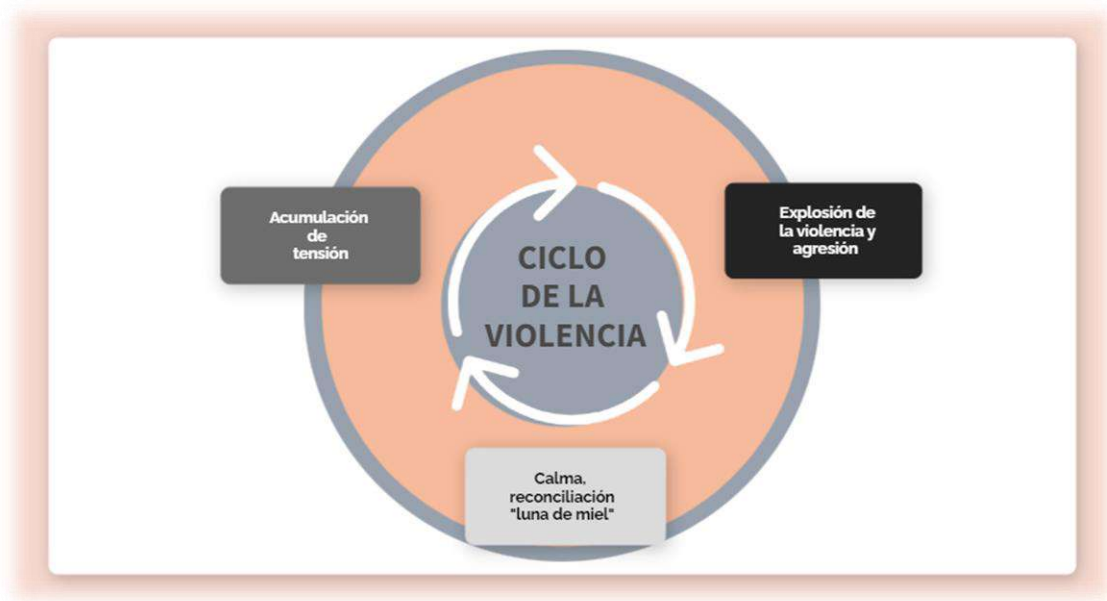 Acumulación
de
tensión
Explosión de
la violencia y
agresión
CICLO
DE LA
VIOLENCIA
Calma,
reconciliación
"luna de miel"